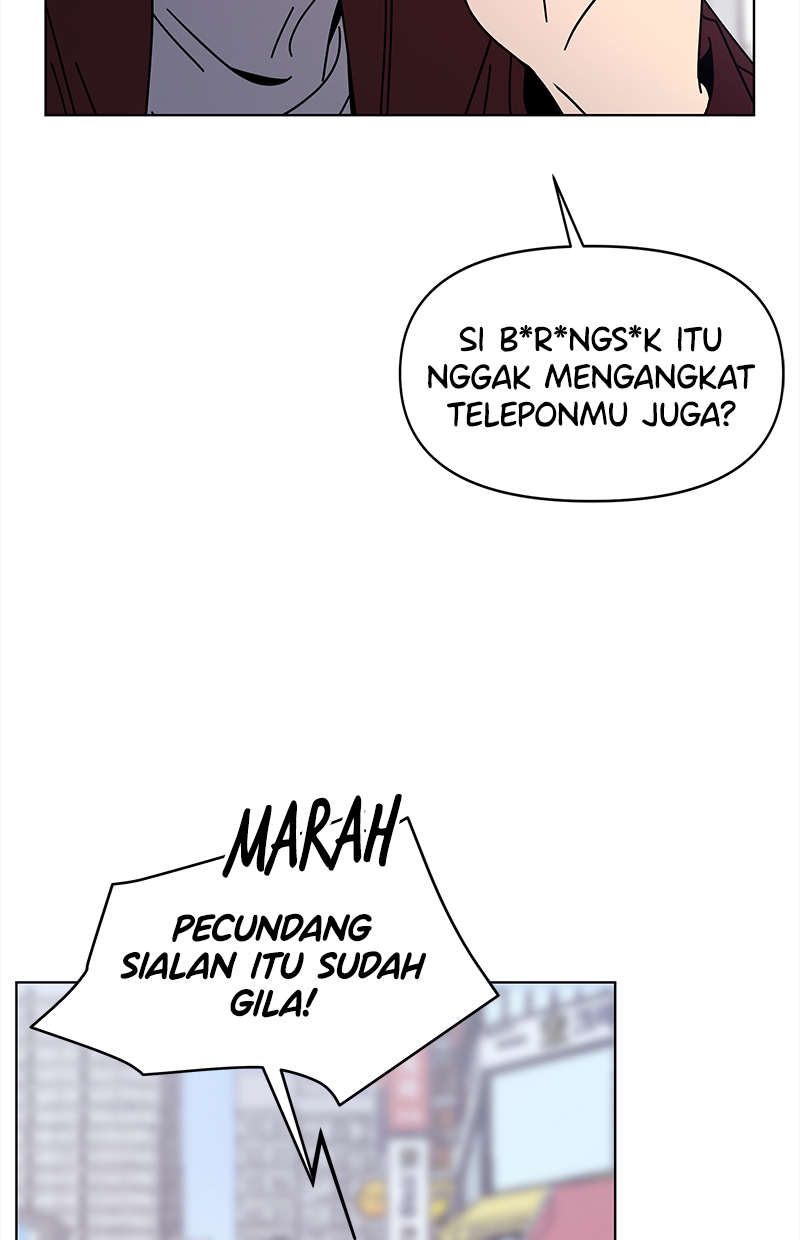 SI B*R*NGS*K ITU
NGGAK MENGANGKAT
TELEPONMU JUGA?
MARAH
PECUNDANG
SIALAN ITU SUDAH
GILA!